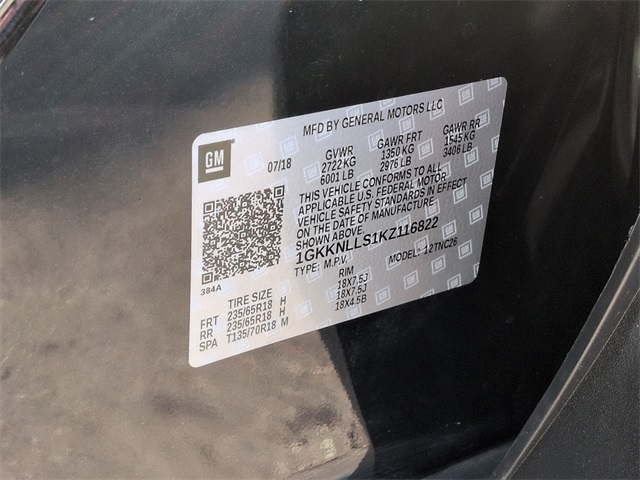 MFD BY GENERAL MOTORS LLC
GM
07/18
GVWR GAWR FRT GAWR RR
2722 KG 1350 KG 1545 KG
6001 LB 2976 LB 3406 LB
THIS VEHICLE CONFORMS TO ALL
APPLICABLE U.S. FEDERAL MOTOR
VEHICLE SAFETY STANDARDS IN EFFECT
ON THE DATE OF MANUFACTURE
SHOWN ABOVE.
1GKKNLLS1KZ116822
TYPE: M.P.V. MODEL: 12TNC26
384A
TIRE SIZE RIM
FRT 235/65R18 H 18X7.5J
RR 235/65R18 H 18X7.5J
SPA T135/70R18 M 18X4.5B